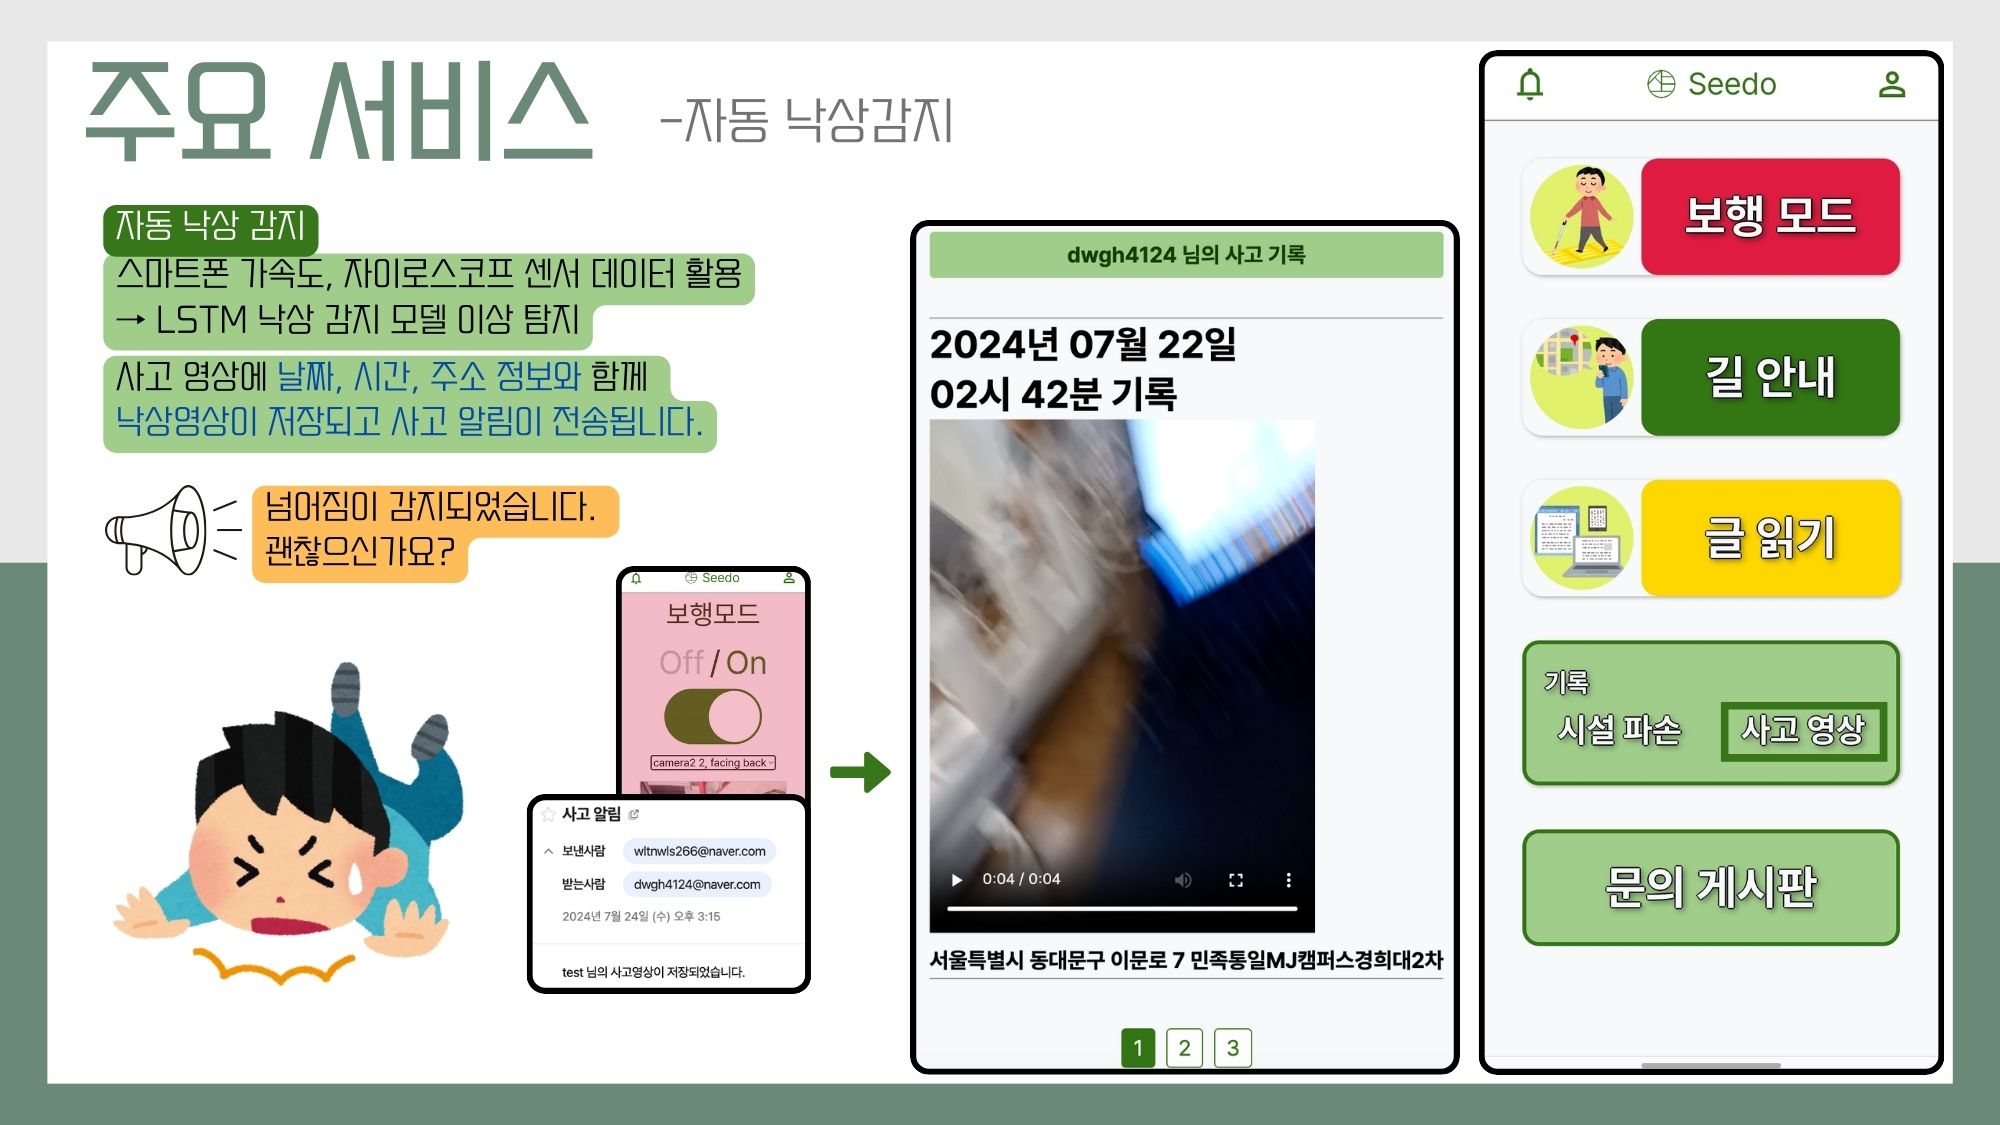 주요 서비스
-자동 낙상감지
자동 낙상 감지
스마트폰 가속도, 자이로스코프 센서 데이터 활용
→ LSTM 낙상 감지 모델 이상 탐지
사고 영상에 날짜, 시간, 주소 정보와 함께
낙상영상이 저장되고 사고 알림이 전송됩니다.
넘어짐이 감지되었습니다.
괜찮으신가요?
Seedo
보행모드
Off / On
camera2 2, facing back
사고 알림
보낸사람 wltnwls266@naver.com
받는사람 dwgh4124@naver.com
2024년 7월 24일 (수) 오후 3:15
test 님의 사고영상이 저장되었습니다.
dwgh4124 님의 사고 기록
2024년 07월 22일
02시 42분 기록
0:04 / 0:04
서울특별시 동대문구 이문로 7 민족통일MJ캠퍼스경희대2차
1 2 3
Seedo
보행 모드
길 안내
글 읽기
기록
시설 파손 사고 영상
문의 게시판